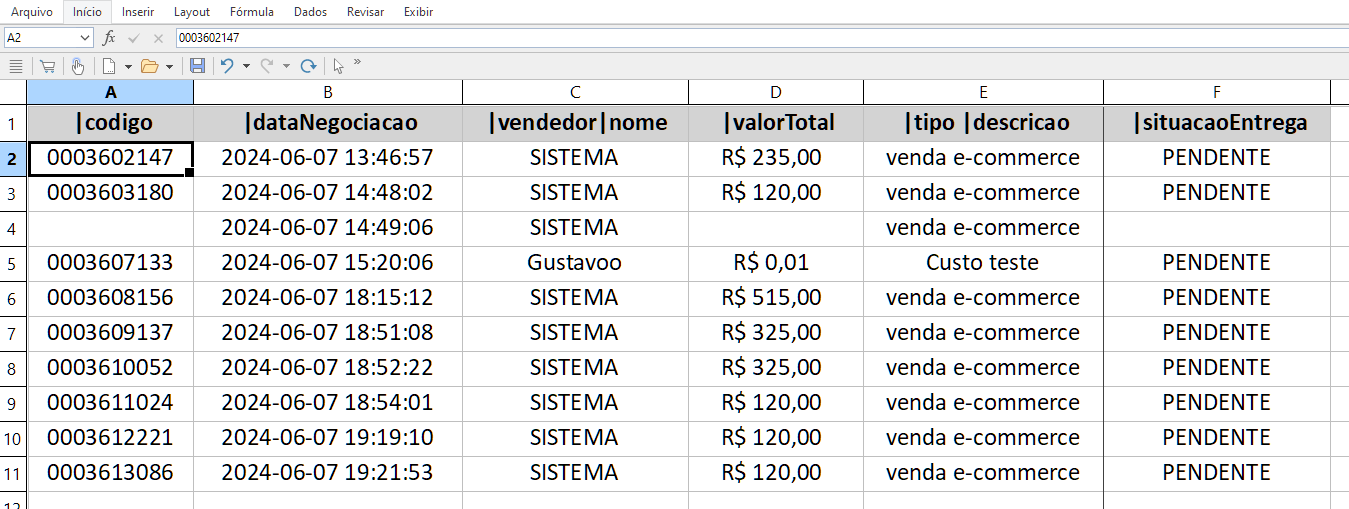 Arquivo Início Inserir Layout Fórmula Dados Revisar Exibir
A2 fx 0003602147
A B C D E F
1 |codigo |dataNegociacao |vendedor|nome |valorTotal |tipo |descricao |situacaoEntrega
2 0003602147 2024-06-07 13:46:57 SISTEMA R$ 235,00 venda e-commerce PENDENTE
3 0003603180 2024-06-07 14:48:02 SISTEMA R$ 120,00 venda e-commerce PENDENTE
4 2024-06-07 14:49:06 SISTEMA venda e-commerce
5 0003607133 2024-06-07 15:20:06 Gustavoo R$ 0,01 Custo teste PENDENTE
6 0003608156 2024-06-07 18:15:12 SISTEMA R$ 515,00 venda e-commerce PENDENTE
7 0003609137 2024-06-07 18:51:08 SISTEMA R$ 325,00 venda e-commerce PENDENTE
8 0003610052 2024-06-07 18:52:22 SISTEMA R$ 325,00 venda e-commerce PENDENTE
9 0003611024 2024-06-07 18:54:01 SISTEMA R$ 120,00 venda e-commerce PENDENTE
10 0003612221 2024-06-07 19:19:10 SISTEMA R$ 120,00 venda e-commerce PENDENTE
11 0003613086 2024-06-07 19:21:53 SISTEMA R$ 120,00 venda e-commerce PENDENTE
12